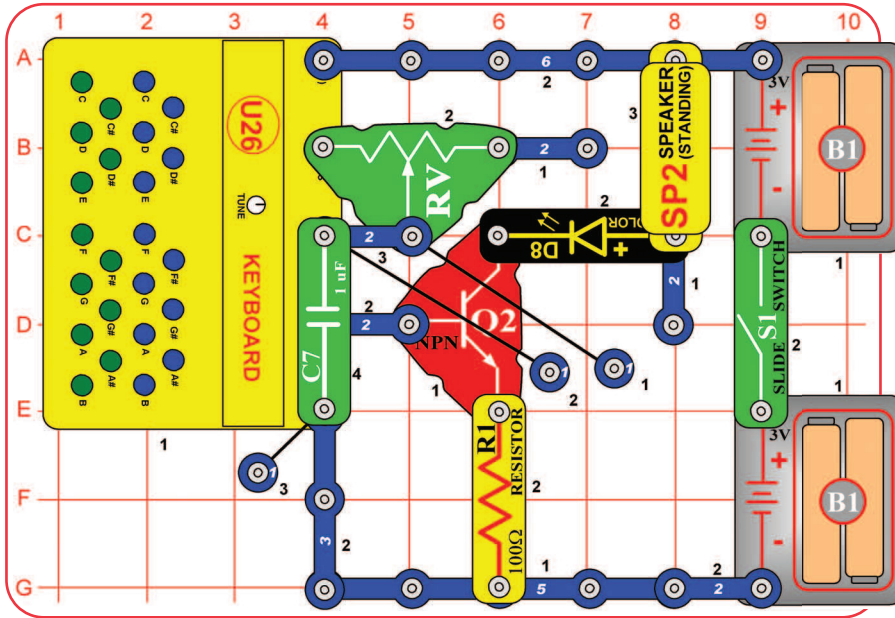 1 2 3 4 5 6 7 8 9 10
A
B
C
D
E
F
G
U26
TUNE
KEYBOARD
C
C#
D
D#
E
F
F#
G
G#
A
A#
B
C
C#
D
D#
E
F
F#
G
G#
A
A#
B
1
6
2
2
RV
2
1
3
SP2
SPEAKER
(STANDING)
3V
+
-
B1
1
2
3
2
D8
+
OLOR
2
1
C7
1 uF
4
2
2
NPN
Q2
1
1
2
1
1
S1
SLIDE SWITCH
2
1
3V
+
-
B1
1
3
R1
RESISTOR
100Ω
2
3
2
1
5
2
2